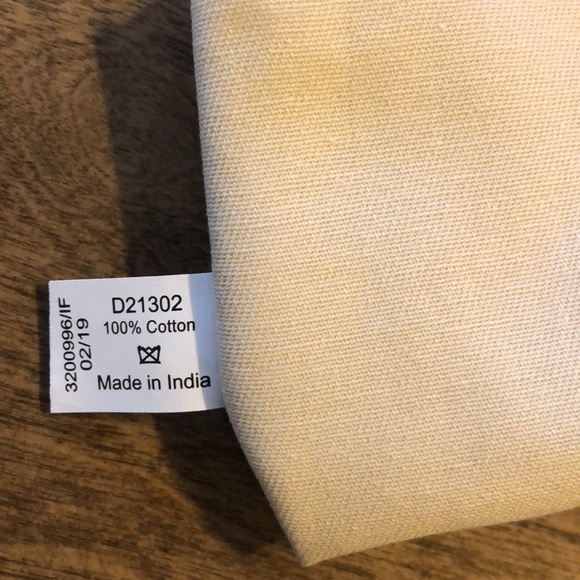 D21302
100% Cotton
Made in India
3200996/IF
02/19